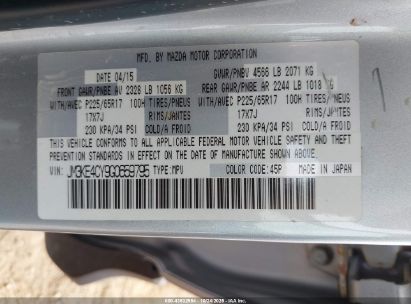 MFD. BY MAZDA MOTOR CORPORATION
DATE 04/15 GVWR/PNBV 4566 LB 2071 KG
FRONT GAWR/PNBE AV 2328 LB 1056 KG REAR GAWR/PNBE AR 2244 LB 1018 KG
WITH/AVEC P225/65R17 100H TIRES/PNEUS WITH/AVEC P225/65R17 100H TIRES/PNEUS
17X7J RIMS/JANTES 17X7J RIMS/JANTES
230 KPA/34 PSI COLD/A FROID 230 KPA/34 PSI COLD/A FROID
THIS VEHICLE CONFORMS TO ALL APPLICABLE FEDERAL MOTOR VEHICLE SAFETY AND THEFT
PREVENTION STANDARDS IN EFFECT ON THE DATE OF MANUFACTURE SHOWN ABOVE.
VIN: JM3KE4CY9G0659795 TYPE:MPV COLOR CODE:45P MADE IN JAPAN